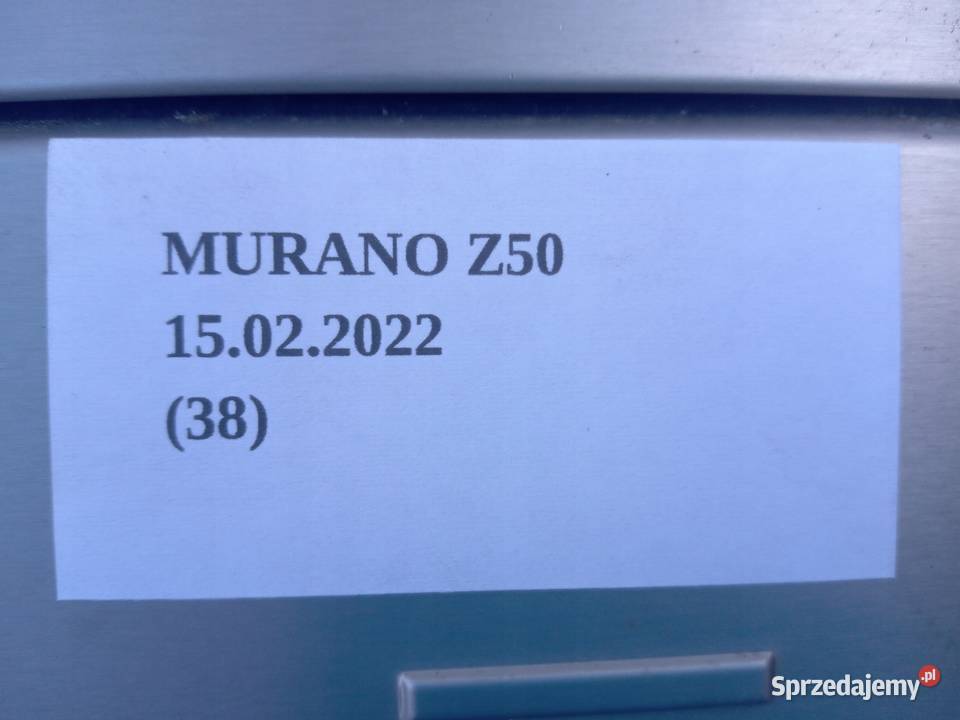 MURANO Z50
15.02.2022
(38)
Sprzedajemy.pl